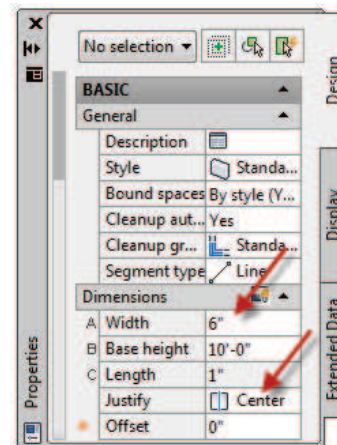 No selection
BASIC
General
Description
Style Standa...
Bound spaces By style (Y...
Cleanup aut... Yes
Cleanup gr... Standa...
Segment type Line
Dimensions
A Width 6"
B Base height 10'-0"
C Length 1"
Justify Center
Offset 0"
Properties
Design
Display
Extended Data